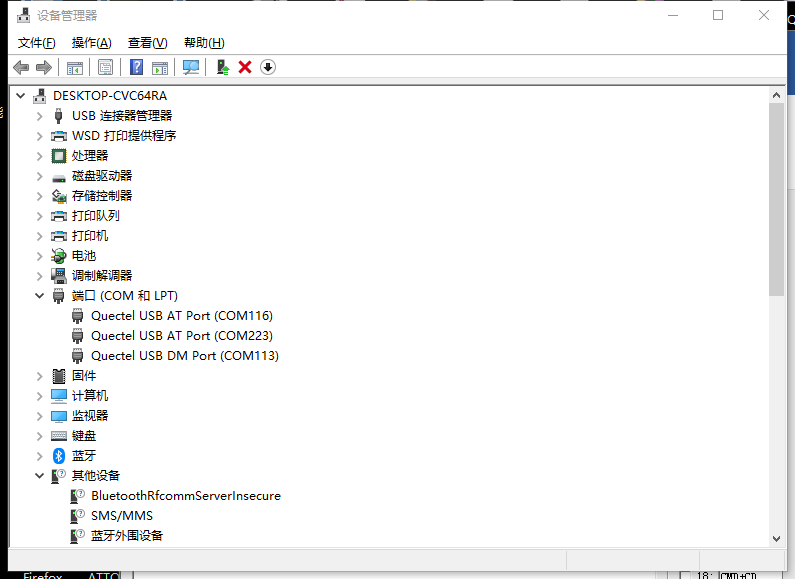 设备管理器
文件(F) 操作(A) 查看(V) 帮助(H)
DESKTOP-CVC64RA
USB 连接器管理器
WSD 打印提供程序
处理器
磁盘驱动器
存储控制器
打印队列
打印机
电池
调制解调器
端口 (COM 和 LPT)
Quectel USB AT Port (COM116)
Quectel USB AT Port (COM223)
Quectel USB DM Port (COM113)
固件
计算机
监视器
键盘
蓝牙
其他设备
BluetoothRfcommServerInsecure
SMS/MMS
蓝牙外围设备
Firefox ATTO 18: CMD+CD